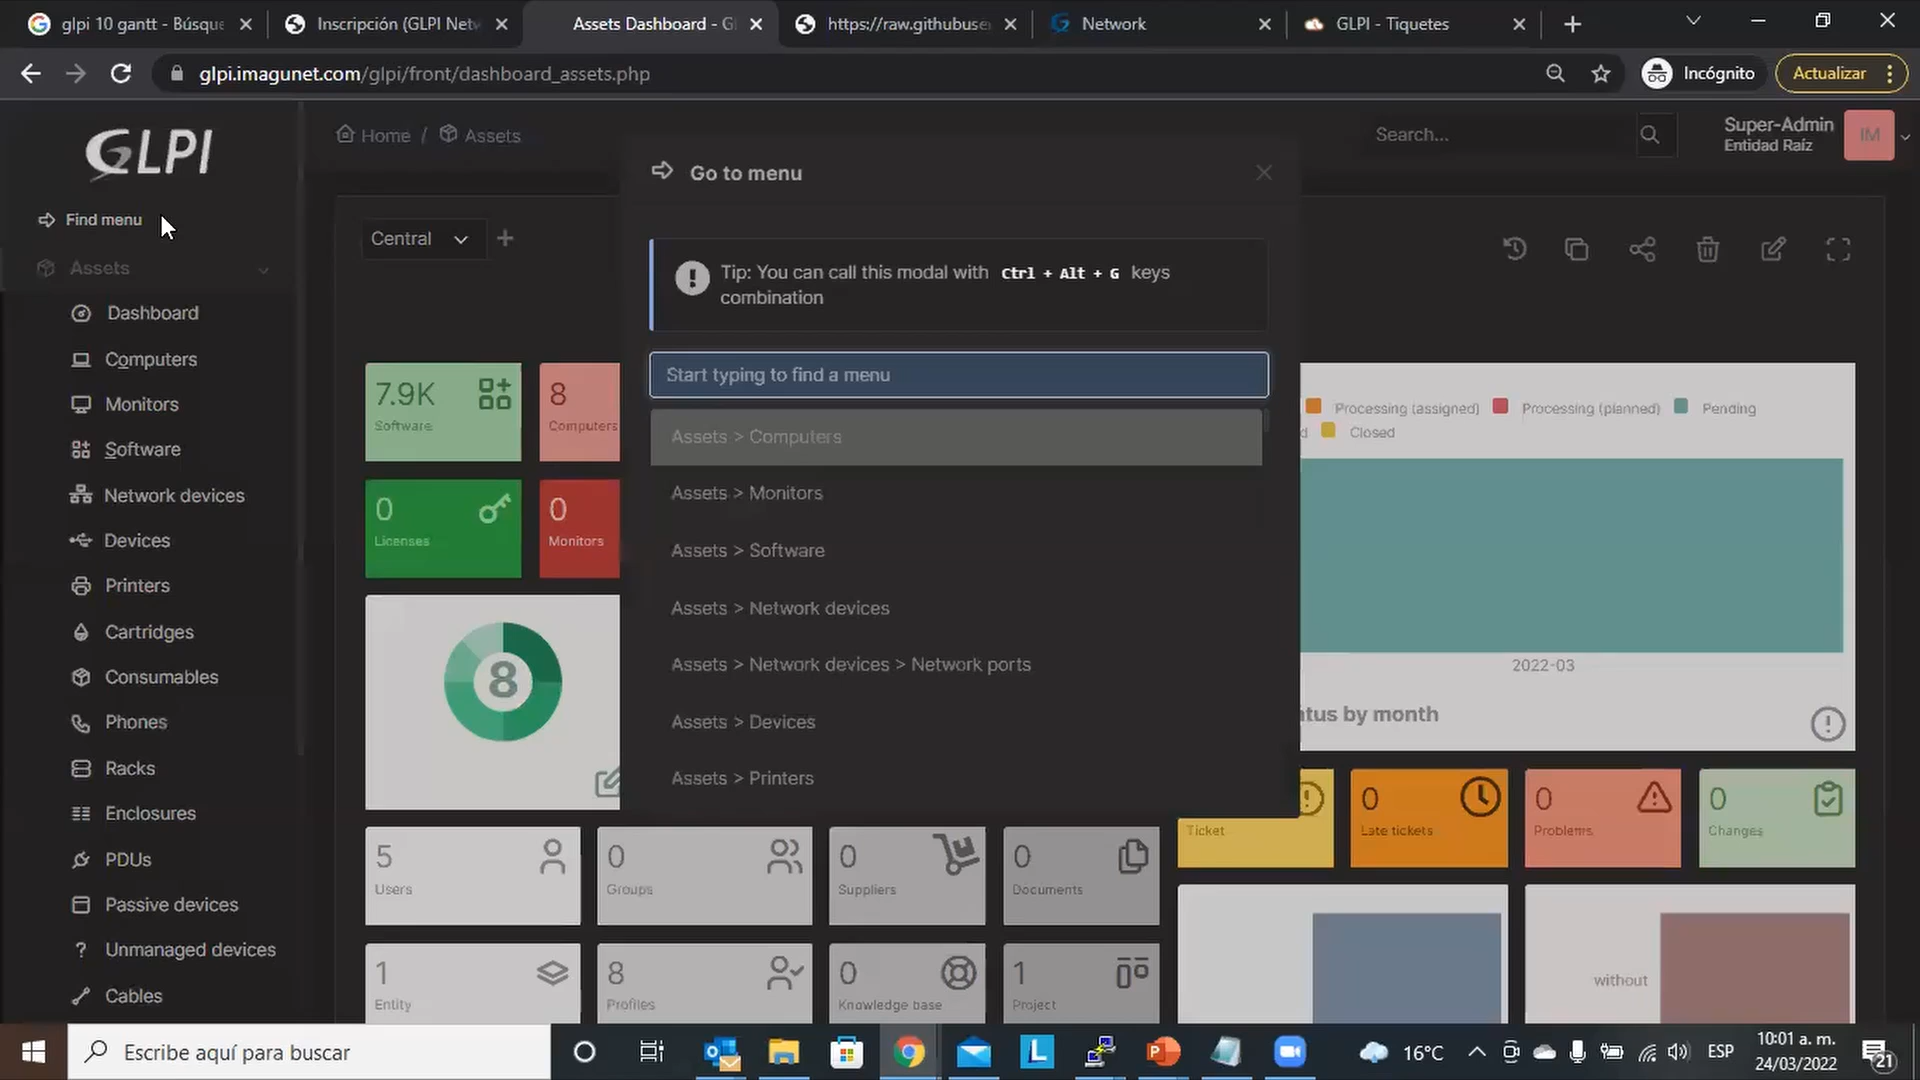 glpi 10 gantt - Búsque
Inscripción (GLPI Netw
Assets Dashboard - G
https://raw.githubuse
Network
GLPI - Tiquetes
glpi.imagunet.com/glpi/front/dashboard_assets.php
Incógnito
Actualizar
GLPI
Home / Assets
Search...
Super-Admin
Entidad Raíz
IM
Find menu
Assets
Dashboard
Computers
Monitors
Software
Network devices
Devices
Printers
Cartridges
Consumables
Phones
Racks
Enclosures
PDUs
Passive devices
Unmanaged devices
Cables
Central
Go to menu
Tip: You can call this modal with Ctrl + Alt + G keys
combination
Start typing to find a menu
Assets > Computers
Assets > Monitors
Assets > Software
Assets > Network devices
Assets > Network devices > Network ports
Assets > Devices
Assets > Printers
7.9K
Software
8
Computers
0
Licenses
0
Monitors
8
Processing (assigned)
Processing (planned)
Pending
d
Closed
2022-03
tus by month
Ticket
0
Late tickets
0
Problems
0
Changes
5
Users
0
Groups
0
Suppliers
0
Documents
1
Entity
8
Profiles
0
Knowledge base
1
Project
without
Escribe aquí para buscar
L
16°C
ESP
10:01 a. m.
24/03/2022
21